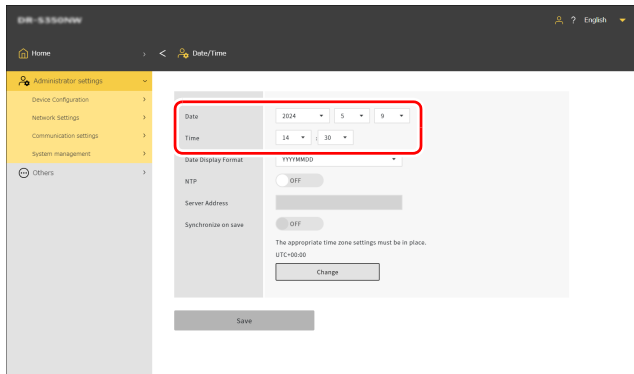 DR-S350NW
? English
Home
Date/Time
Administrator settings
Device Configuration
Network Settings
Communication settings
System management
Others
Date 2024 5 9
Time 14 : 30
Date Display Format YYYYMMDD
NTP OFF
Server Address
Synchronize on save OFF
The appropriate time zone settings must be in place.
UTC+00:00
Change
Save